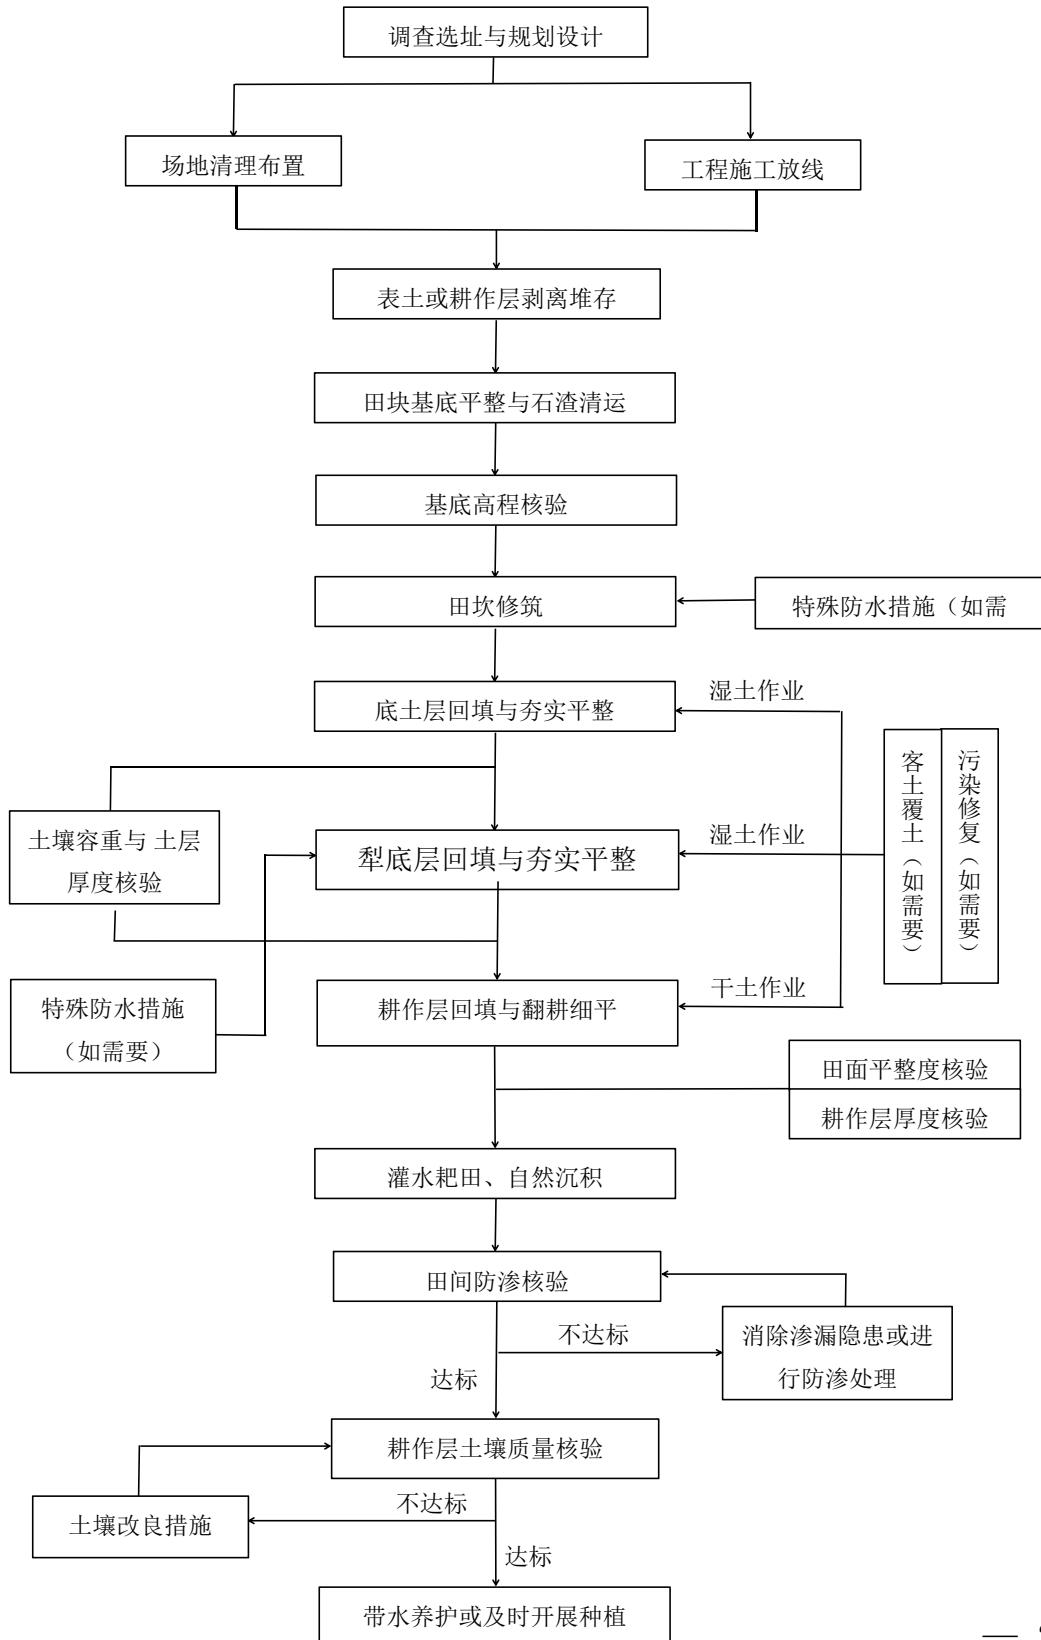 调查选址与规划设计
场地清理布置
工程施工放线
表土或耕作层剥离堆存
田块基底平整与石渣清运
基底高程核验
田坎修筑
特殊防水措施（如需
底土层回填与夯实平整
湿土作业
客土覆土（如需要）
污染修复（如需要）
土壤容重与 土层
厚度核验
犁底层回填与夯实平整
湿土作业
特殊防水措施
（如需要）
耕作层回填与翻耕细平
干土作业
田面平整度核验
耕作层厚度核验
灌水耙田、自然沉积
田间防渗核验
不达标
消除渗漏隐患或进
行防渗处理
达标
耕作层土壤质量核验
不达标
土壤改良措施
达标
带水养护或及时开展种植